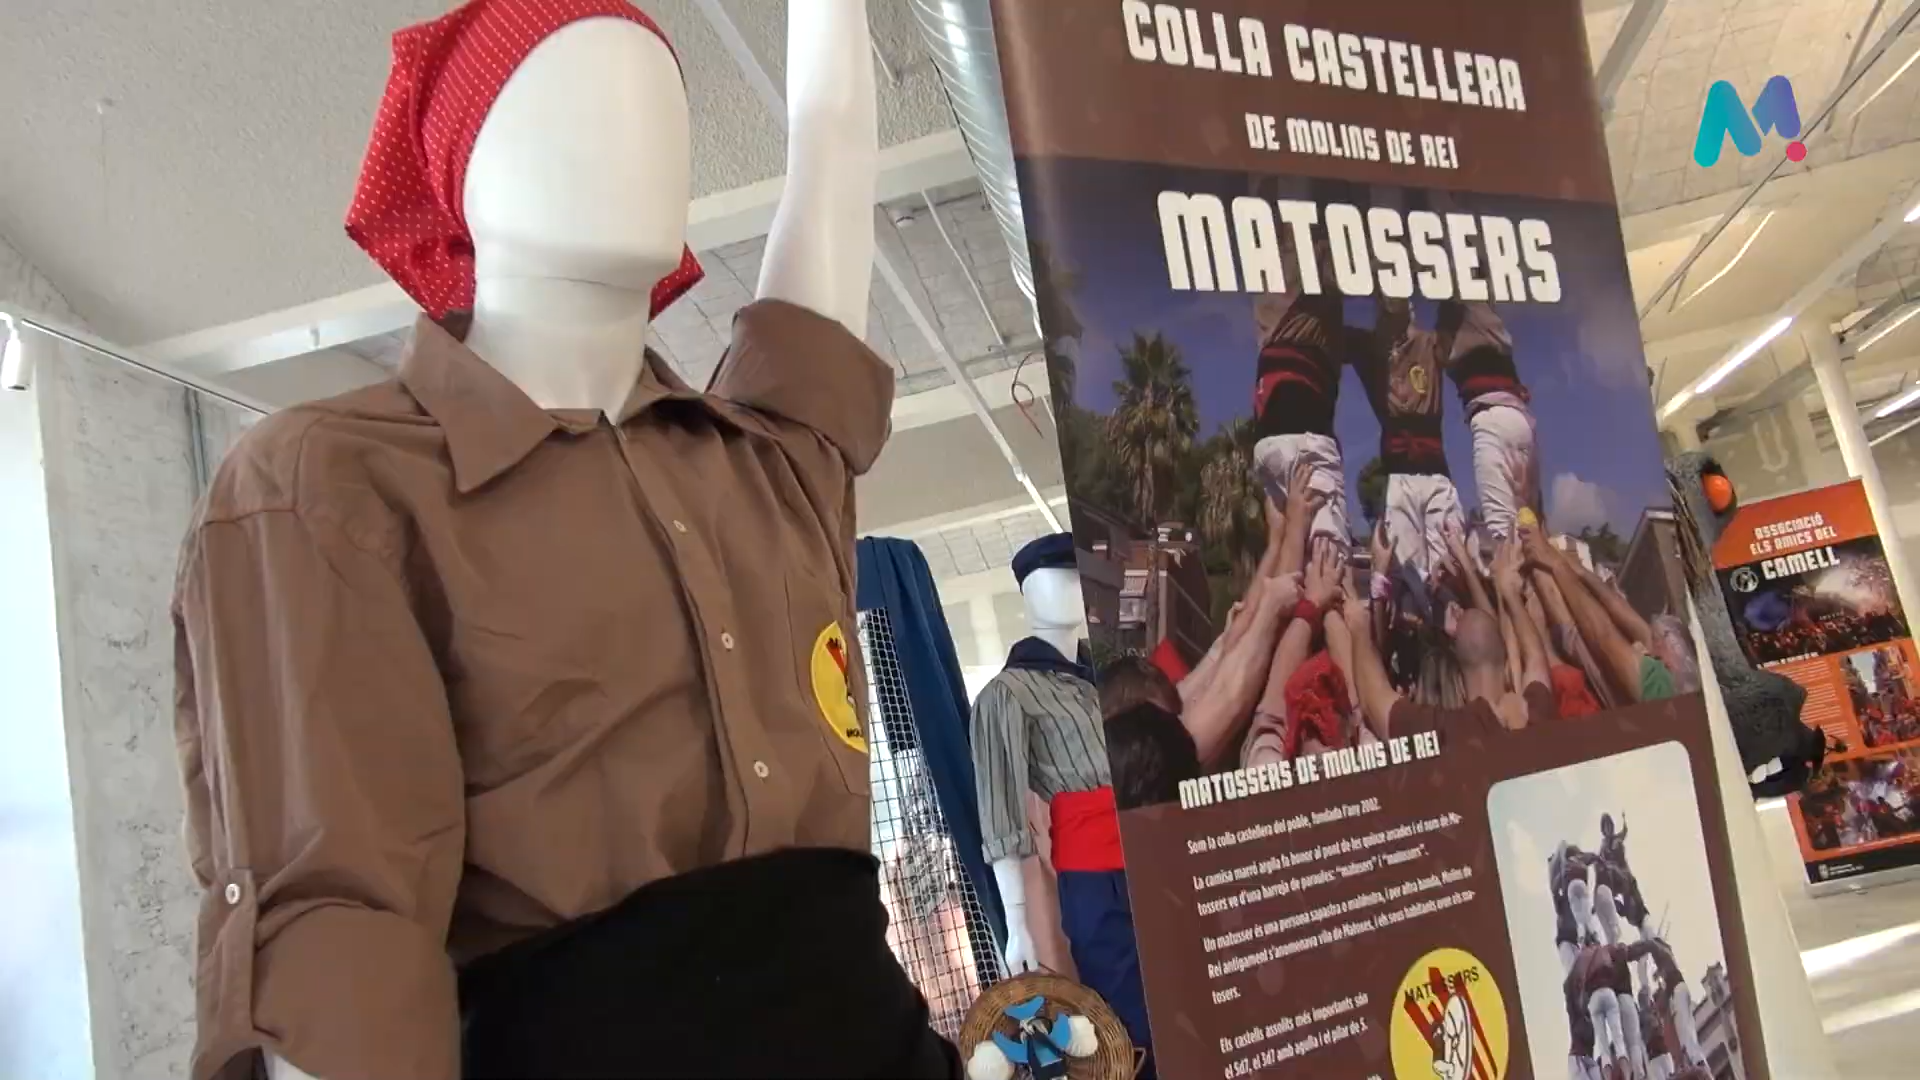 COLLA CASTELLERA
DE MOLINS DE REI
MATOSSERS
MATOSSERS DE MOLINS DE REI
Som la colla castellera del poble, fundada l'any 2002.
La camisa marró argila fa honor al pont de les quinze arcades i el nom de Ma-
tossers ve d'una barreja de paraules: "matusers" i "matossers".
Un matusser és una persona sapastra o maldestra, i per altra banda, Molins de
Rei antigament s'anomenava vila de Matoses, i els seus habitants eren els ma-
tosers.
Els castells assolits més importants són
el 5d7, el 3d7 amb agulla i el pilar de 5.
MATOSSERS
ASSOCIACIÓ
ELS AMICS DEL
CAMELL